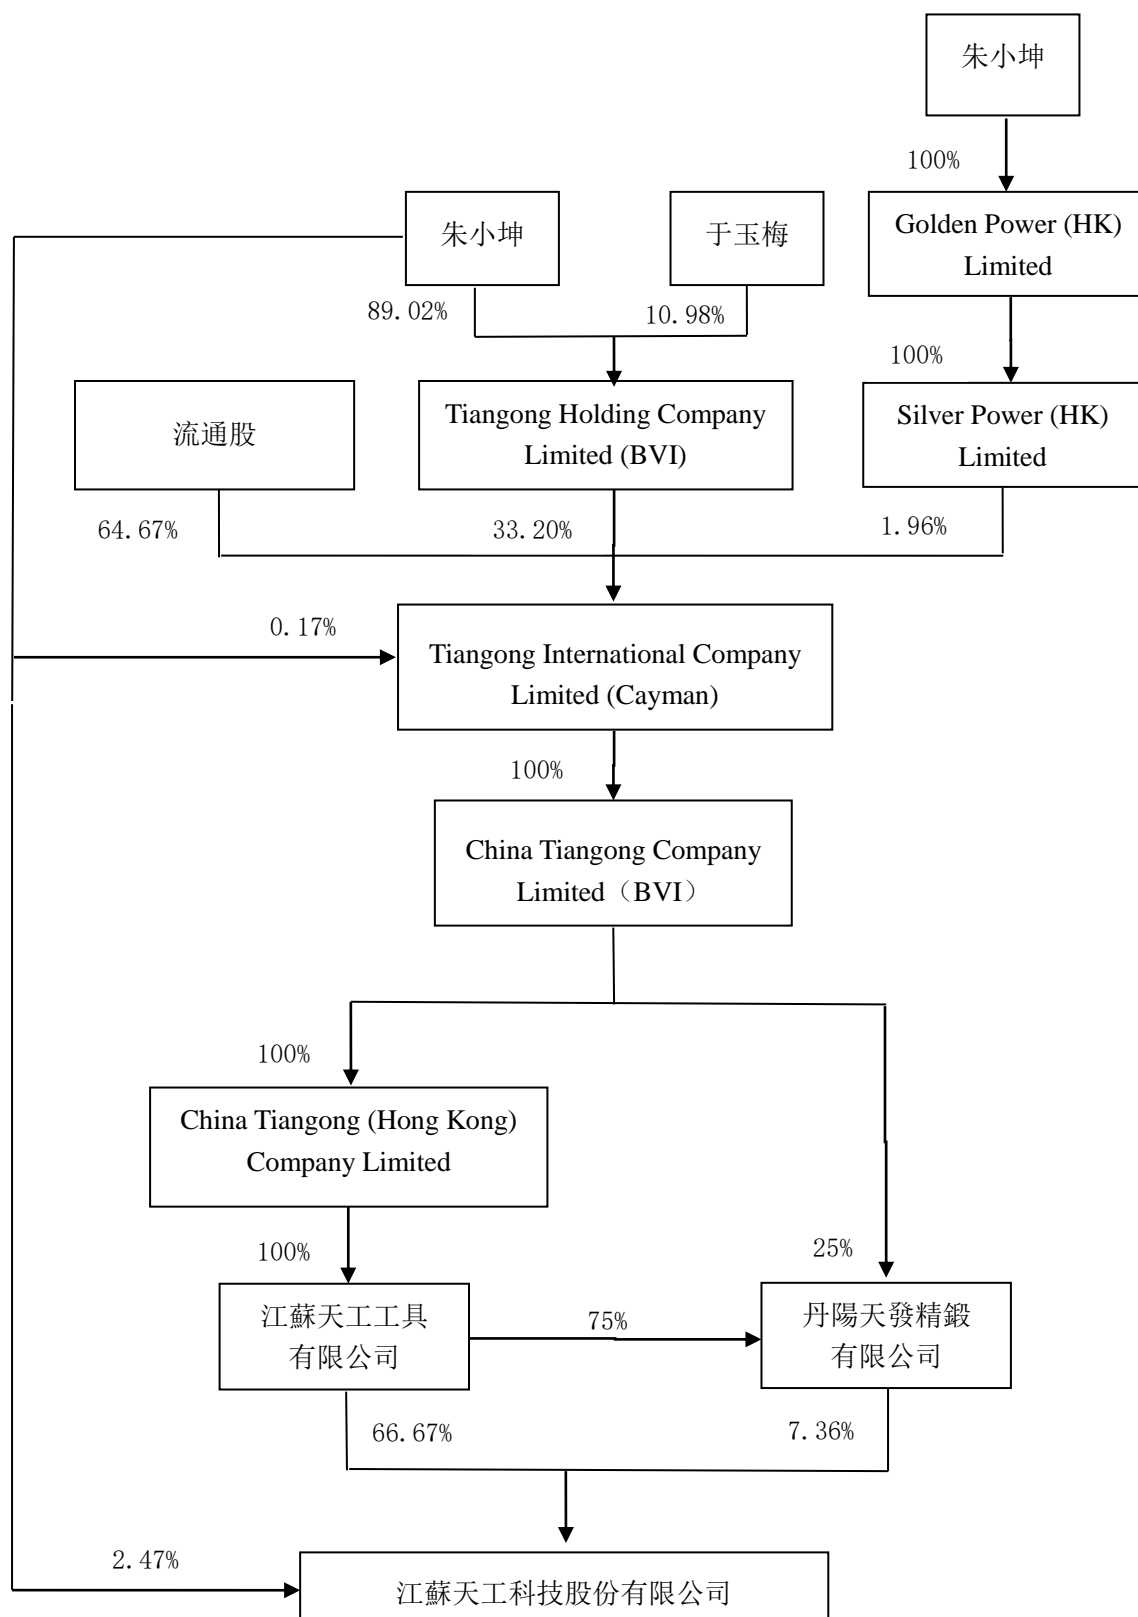 朱小坤
100%
朱小坤
于玉梅
Golden Power (HK)
Limited
89.02%
10.98%
100%
流通股
Tiangong Holding Company
Limited (BVI)
Silver Power (HK)
Limited
64.67%
33.20%
1.96%
0.17%
Tiangong International Company
Limited (Cayman)
100%
China Tiangong Company
Limited（BVI）
100%
China Tiangong (Hong Kong)
Company Limited
100%
25%
江蘇天工工具
有限公司
75%
丹陽天發精鍛
有限公司
66.67%
7.36%
2.47%
江蘇天工科技股份有限公司